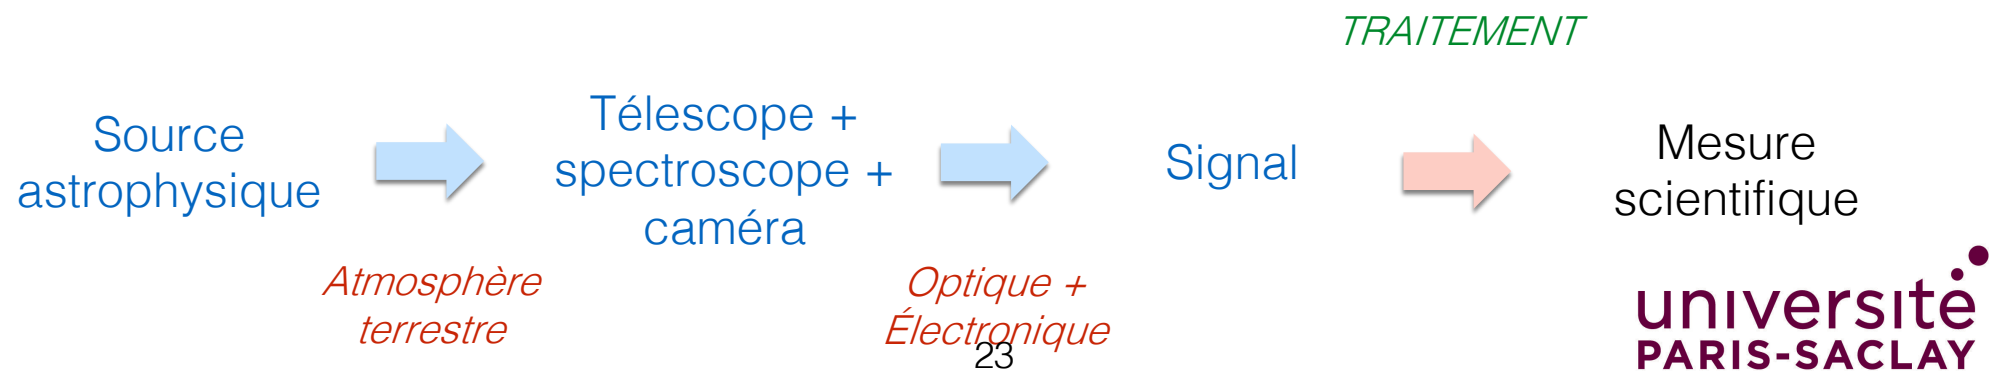 TRAITEMENT
Source
astrophysique
Télescope +
spectroscope +
caméra
Signal
Mesure
scientifique
Atmosphère
terrestre
Optique +
Électronique
23
université
PARIS-SACLAY